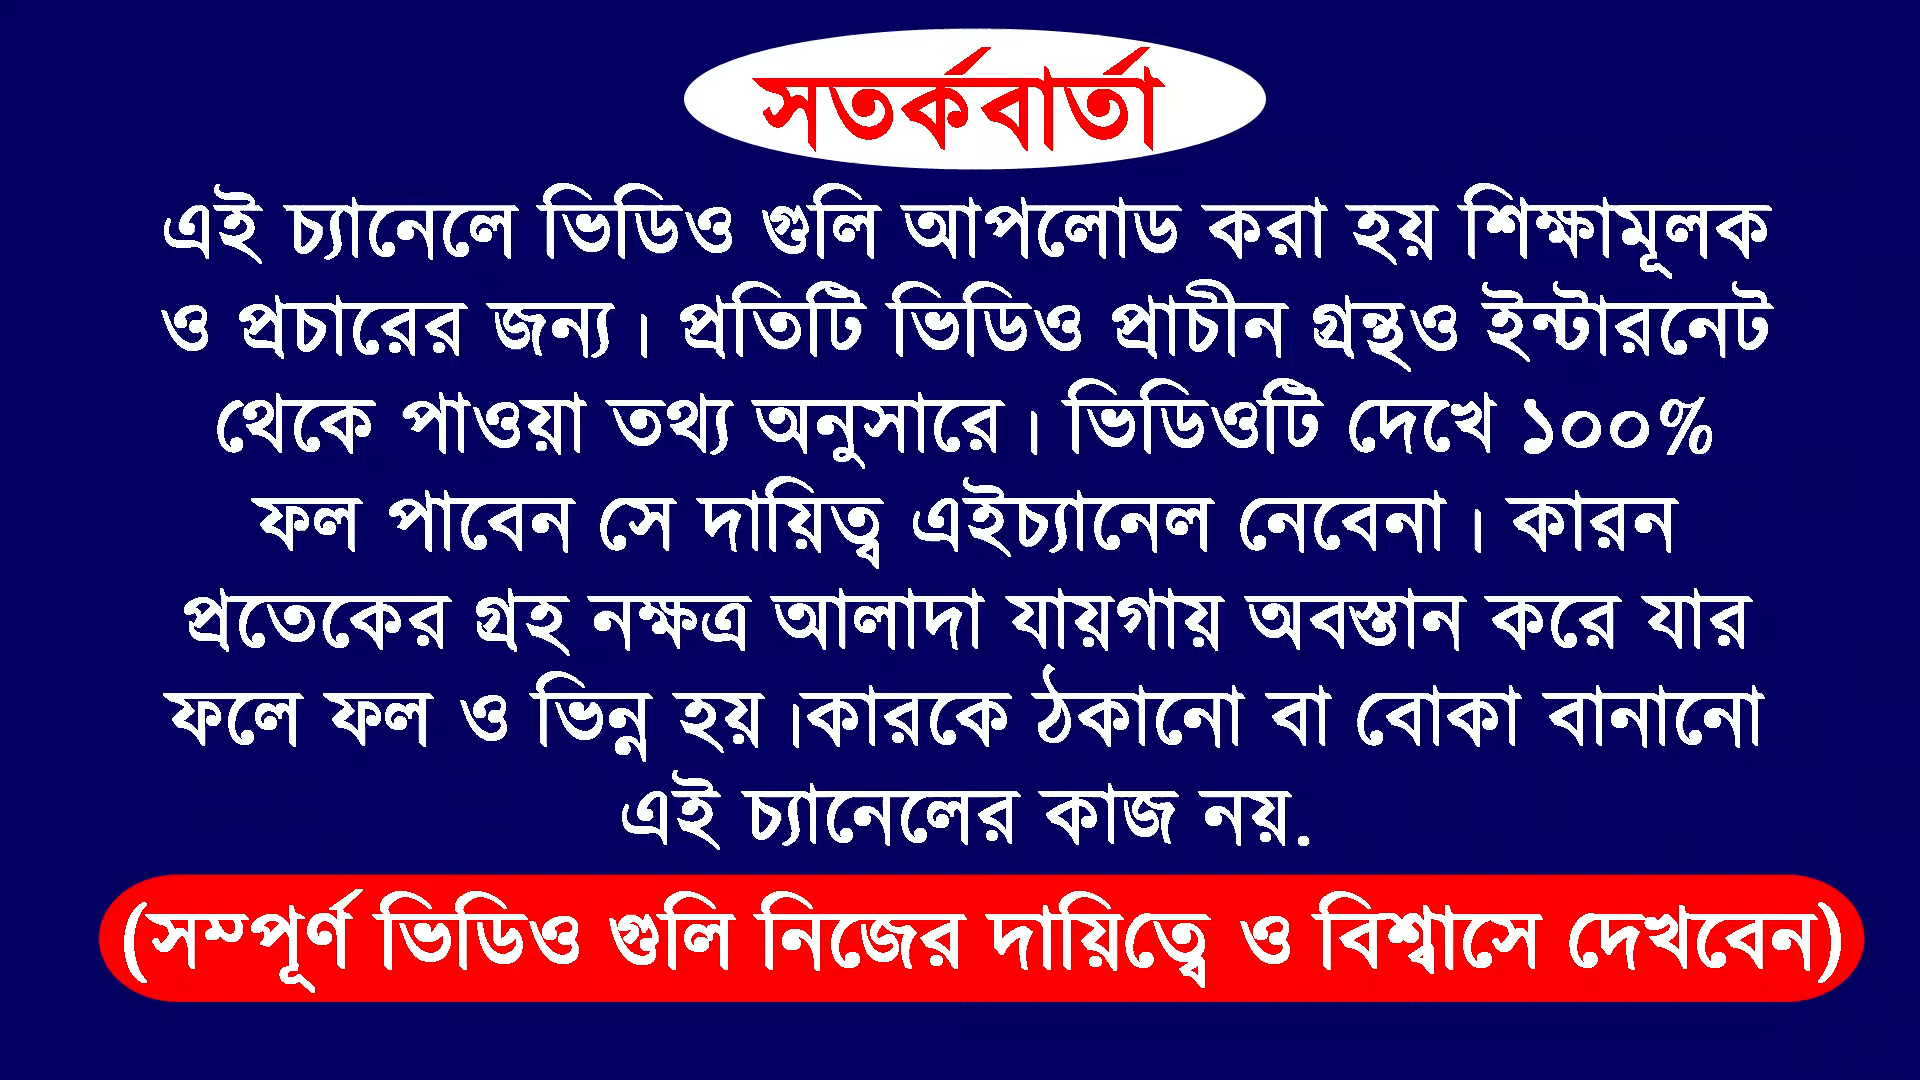 সতর্কবার্তা
এই চ্যানেলে ভিডিও গুলি আপলোড করা হয় শিক্ষামূলক
ও প্রচারের জন্য। প্রতিটি ভিডিও প্রাচীন গ্রন্থও ইন্টারনেট
থেকে পাওয়া তথ্য অনুসারে। ভিডিওটি দেখে ১০০%
ফল পাবেন সে দায়িত্ব এইচ্যানেল নেবেনা। কারন
প্রতেকের গ্রহ নক্ষত্র আলাদা যায়গায় অবস্তান করে যার
ফলে ফল ও ভিন্ন হয়।কারকে ঠকানো বা বোকা বানানো
এই চ্যানেলের কাজ নয়.
(সম্পূর্ণ ভিডিও গুলি নিজের দায়িত্বে ও বিশ্বাসে দেখবেন)